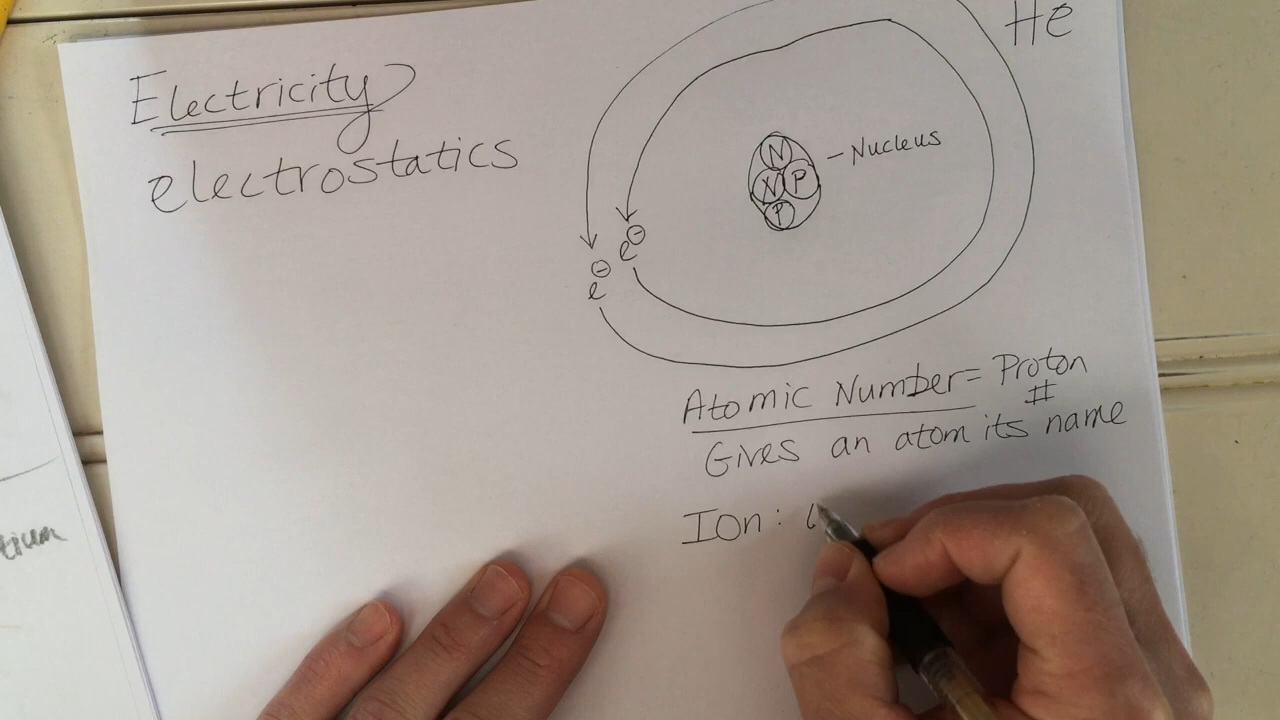 Electricity
electrostatics
He
N
N P
P
- Nucleus
e⊖
e⊖
Atomic Number = Proton
#
Gives an atom its name
Ion: